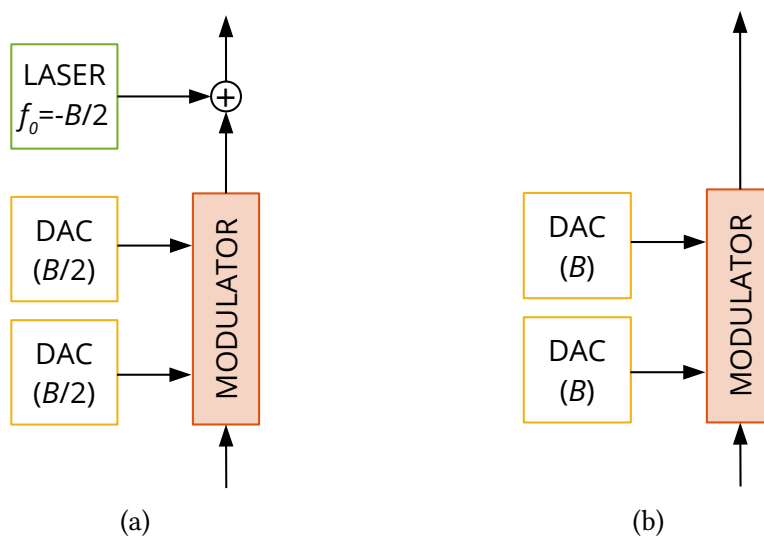 LASER
f₀=-B/2
+
DAC
(B/2)
DAC
(B/2)
MODULATOR
(a)
DAC
(B)
DAC
(B)
MODULATOR
(b)